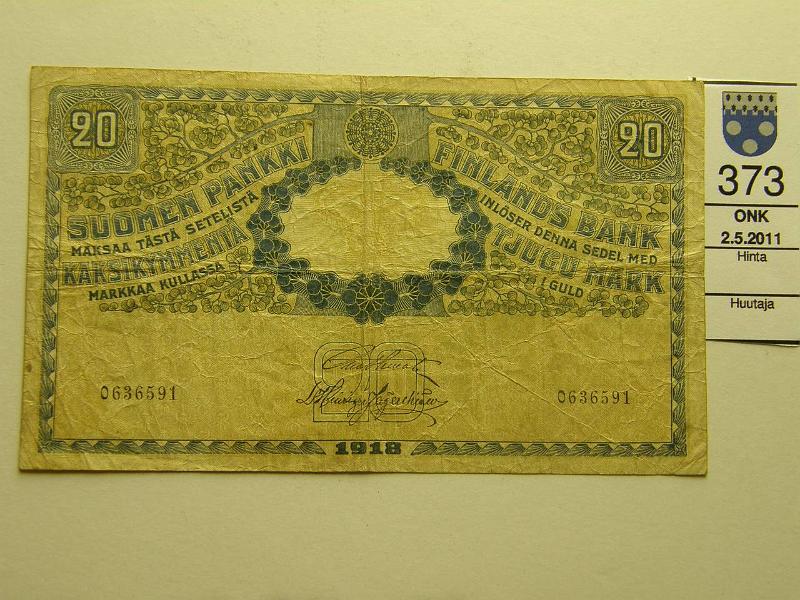 20
20
SUOMEN PANKKI
MAKSAA TÄSTÄ SETELISTÄ
KAKSIKYMMENTÄ
MARKKAA KULLASSA
FINLANDS BANK
INLÖSER DENNA SEDEL MED
TJUGU MARK
I GULD
20
0636591
0636591
1918
373
ONK
2.5.2011
Hinta
Huutaja